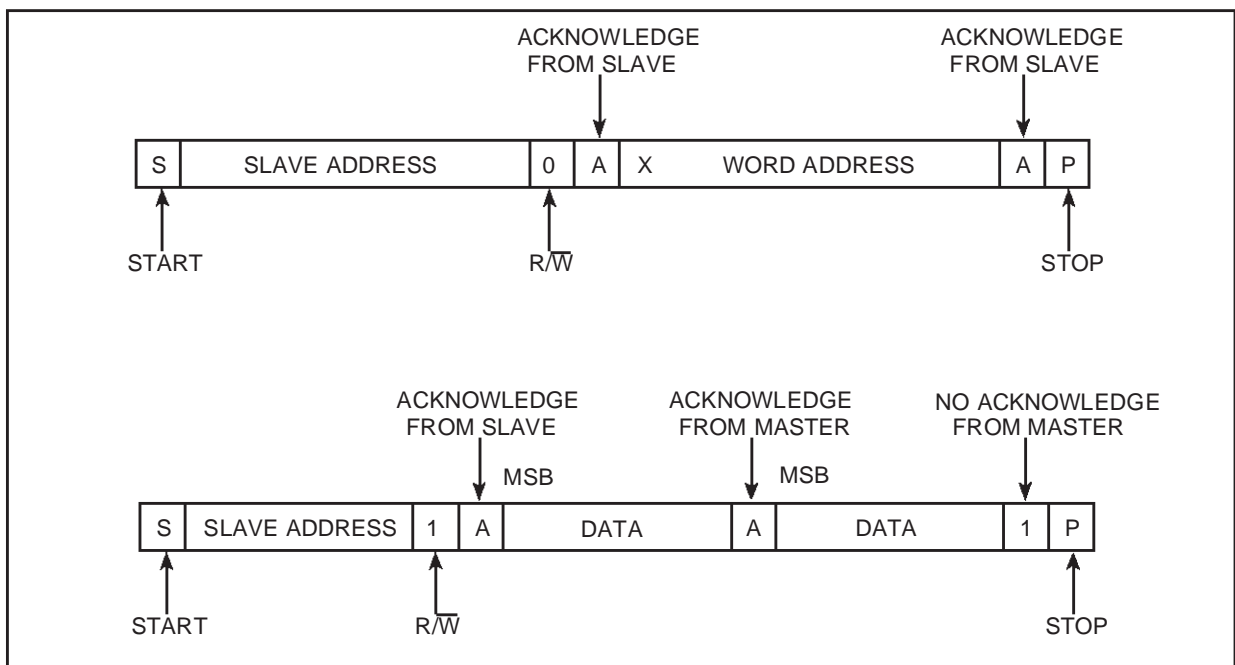 ACKNOWLEDGE
FROM SLAVE
ACKNOWLEDGE
FROM SLAVE
S SLAVE ADDRESS 0 A X WORD ADDRESS A P
START
R/W̅
STOP
ACKNOWLEDGE
FROM SLAVE
ACKNOWLEDGE
FROM MASTER
NO ACKNOWLEDGE
FROM MASTER
MSB
MSB
S SLAVE ADDRESS 1 A DATA A DATA 1 P
START
R/W̅
STOP